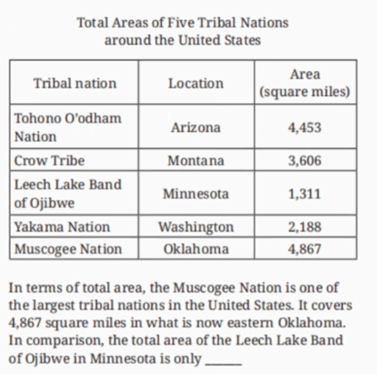 Total Areas of Five Tribal Nations
around the United States
Tribal nation Location Area (square miles)
Tohono O'odham Nation Arizona 4,453
Crow Tribe Montana 3,606
Leech Lake Band of Ojibwe Minnesota 1,311
Yakama Nation Washington 2,188
Muscogee Nation Oklahoma 4,867
In terms of total area, the Muscogee Nation is one of
the largest tribal nations in the United States. It covers
4,867 square miles in what is now eastern Oklahoma.
In comparison, the total area of the Leech Lake Band
of Ojibwe in Minnesota is only ______